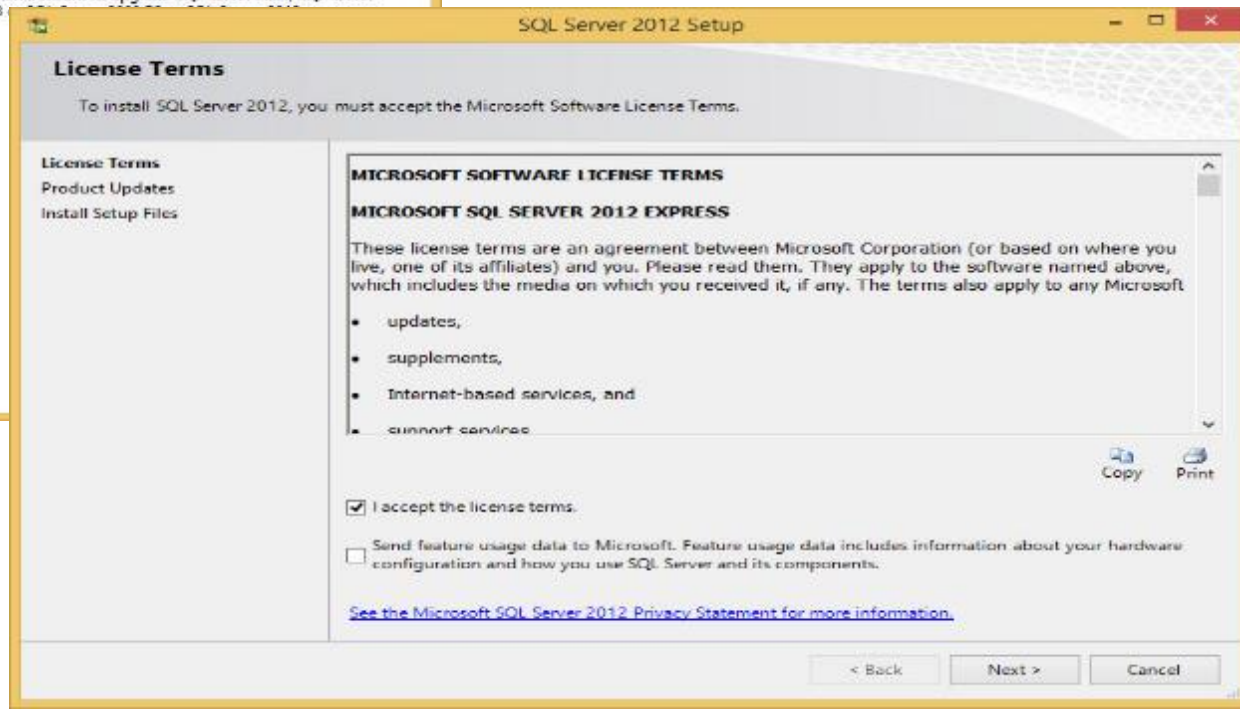 SQL Server 2012 Setup
License Terms
To install SQL Server 2012, you must accept the Microsoft Software License Terms.
License Terms
Product Updates
Install Setup Files
MICROSOFT SOFTWARE LICENSE TERMS
MICROSOFT SQL SERVER 2012 EXPRESS
These license terms are an agreement between Microsoft Corporation (or based on where you
live, one of its affiliates) and you. Please read them. They apply to the software named above,
which includes the media on which you received it, if any. The terms also apply to any Microsoft
• updates,
• supplements,
• Internet-based services, and
• support services
Copy Print
I accept the license terms.
Send feature usage data to Microsoft. Feature usage data includes information about your hardware
configuration and how you use SQL Server and its components.
See the Microsoft SQL Server 2012 Privacy Statement for more information.
< Back Next > Cancel